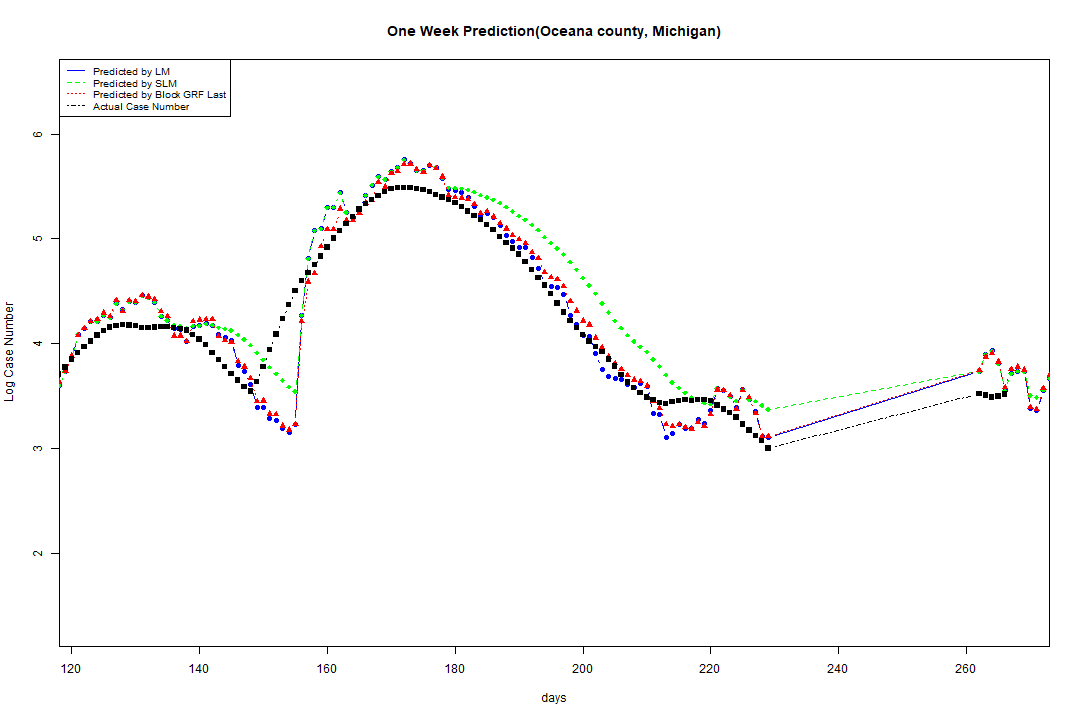 One Week Prediction(Oceana county, Michigan)
Predicted by LM
Predicted by SLM
Predicted by Block GRF Last
Actual Case Number
Log Case Number
6
5
4
3
2
120 140 160 180 200 220 240 260
days